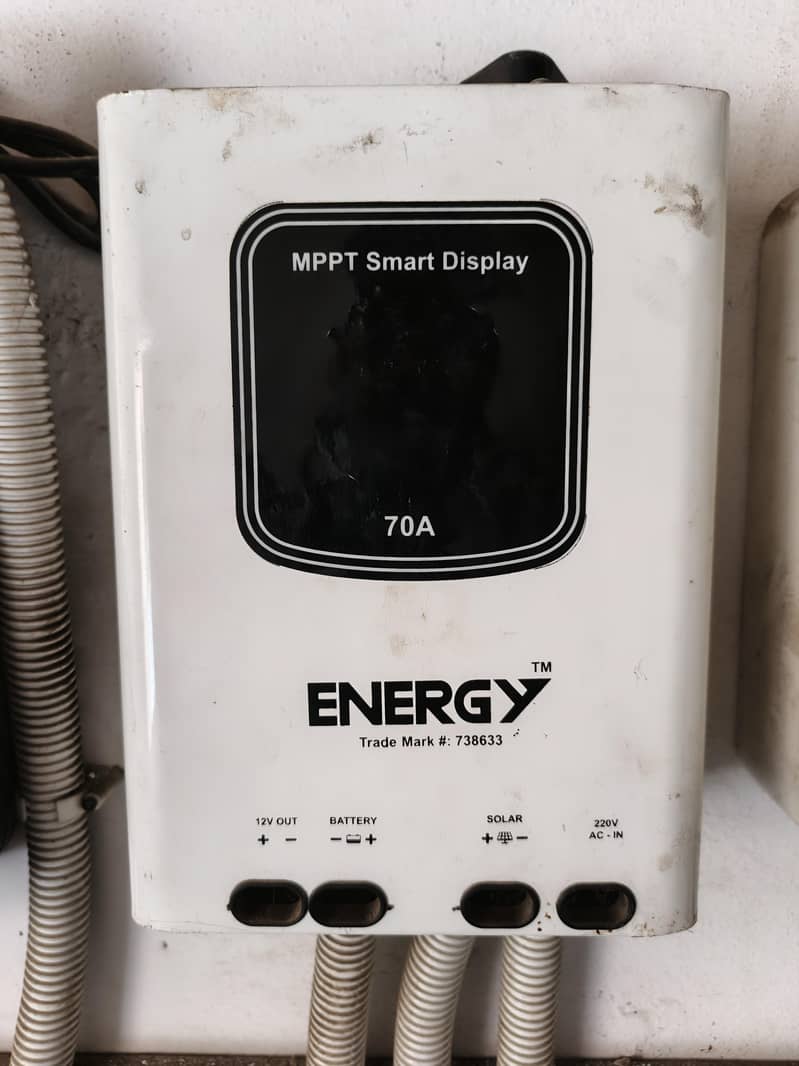 MPPT Smart Display
70A
ENERGY™
Trade Mark #: 738633
12V OUT
+ −
BATTERY
− +
SOLAR
+ −
220V
AC - IN